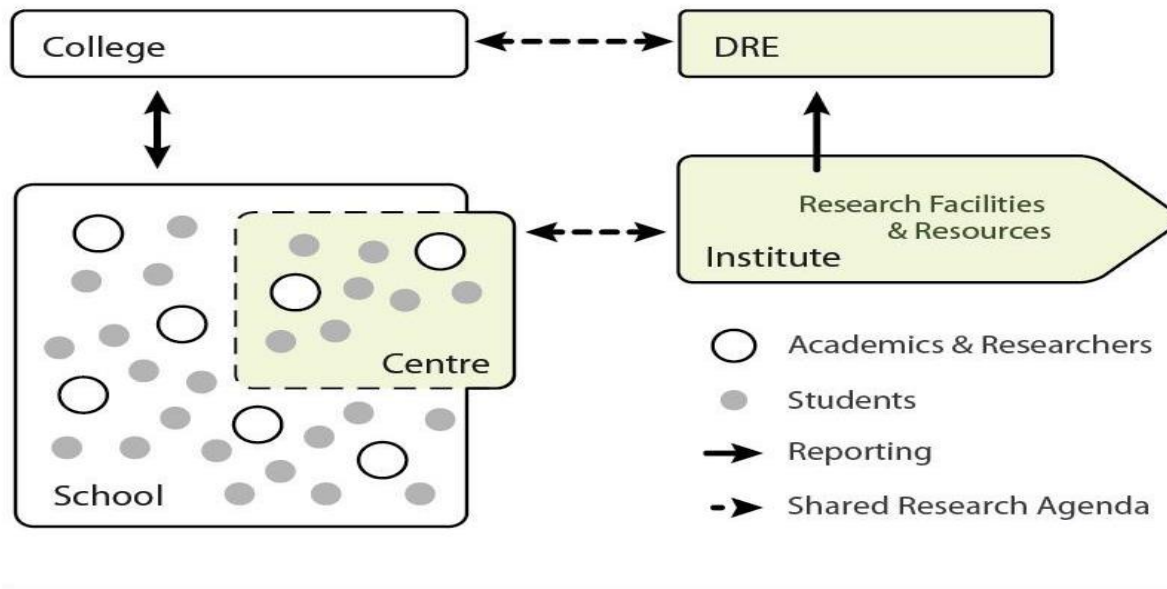 College
DRE
Research Facilities
& Resources
Institute
Centre
School
Academics & Researchers
Students
Reporting
Shared Research Agenda